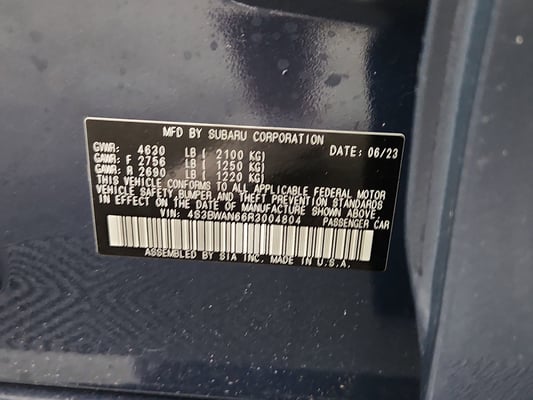 MFD BY SUBARU CORPORATION
GVWR: 4630 LB ( 2100 KG) DATE: 06/23
GAWR: F 2756 LB ( 1250 KG)
GAWR: R 2690 LB ( 1220 KG)
THIS VEHICLE CONFORMS TO ALL APPLICABLE FEDERAL MOTOR
VEHICLE SAFETY, BUMPER, AND THEFT PREVENTION STANDARDS
IN EFFECT ON THE DATE OF MANUFACTURE SHOWN ABOVE.
VIN: 4S3BWAN66R3004804 PASSENGER CAR
ASSEMBLED BY SIA INC. MADE IN U.S.A.